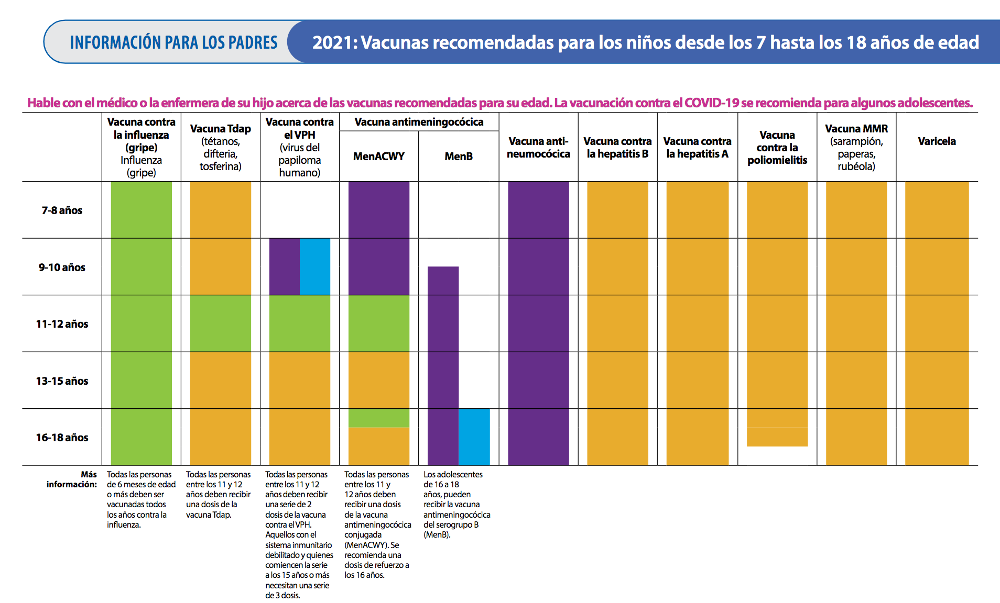 INFORMACIÓN PARA LOS PADRES
2021: Vacunas recomendadas para los niños desde los 7 hasta los 18 años de edad
Hable con el médico o la enfermera de su hijo acerca de las vacunas recomendadas para su edad. La vacunación contra el COVID-19 se recomienda para algunos adolescentes.
Vacuna contra
la influenza
(gripe)
Influenza
(gripe)
Vacuna Tdap
(tétanos,
difteria,
tosferina)
Vacuna contra
el VPH
(virus del
papiloma
humano)
Vacuna antimeningocócica
MenACWY
MenB
Vacuna anti-
neumocócica
Vacuna contra
la hepatitis B
Vacuna contra
la hepatitis A
Vacuna
contra la
poliomielitis
Vacuna MMR
(sarampión,
paperas,
rubéola)
Varicela
7-8 años
9-10 años
11-12 años
13-15 años
16-18 años
Más
información:
Todas las personas
de 6 meses de edad
o más deben ser
vacunadas todos
los años contra la
influenza.
Todas las personas
entre los 11 y 12
años deben recibir
una dosis de la
vacuna Tdap.
Todas las personas
entre los 11 y 12
años deben recibir
una serie de 2
dosis de la vacuna
contra el VPH.
Aquellos con el
sistema inmunitario
debilitado y quienes
comiencen la serie
a los 15 años o más
necesitan una serie
de 3 dosis.
Todas las personas
entre los 11 y
12 años deben
recibir una dosis
de la vacuna
antimeningocócica
conjugada
(MenACWY). Se
recomienda una
dosis de refuerzo a
los 16 años.
Los adolescentes
de 16 a 18
años, pueden
recibir la vacuna
antimeningocócica
del serogrupo B
(MenB).